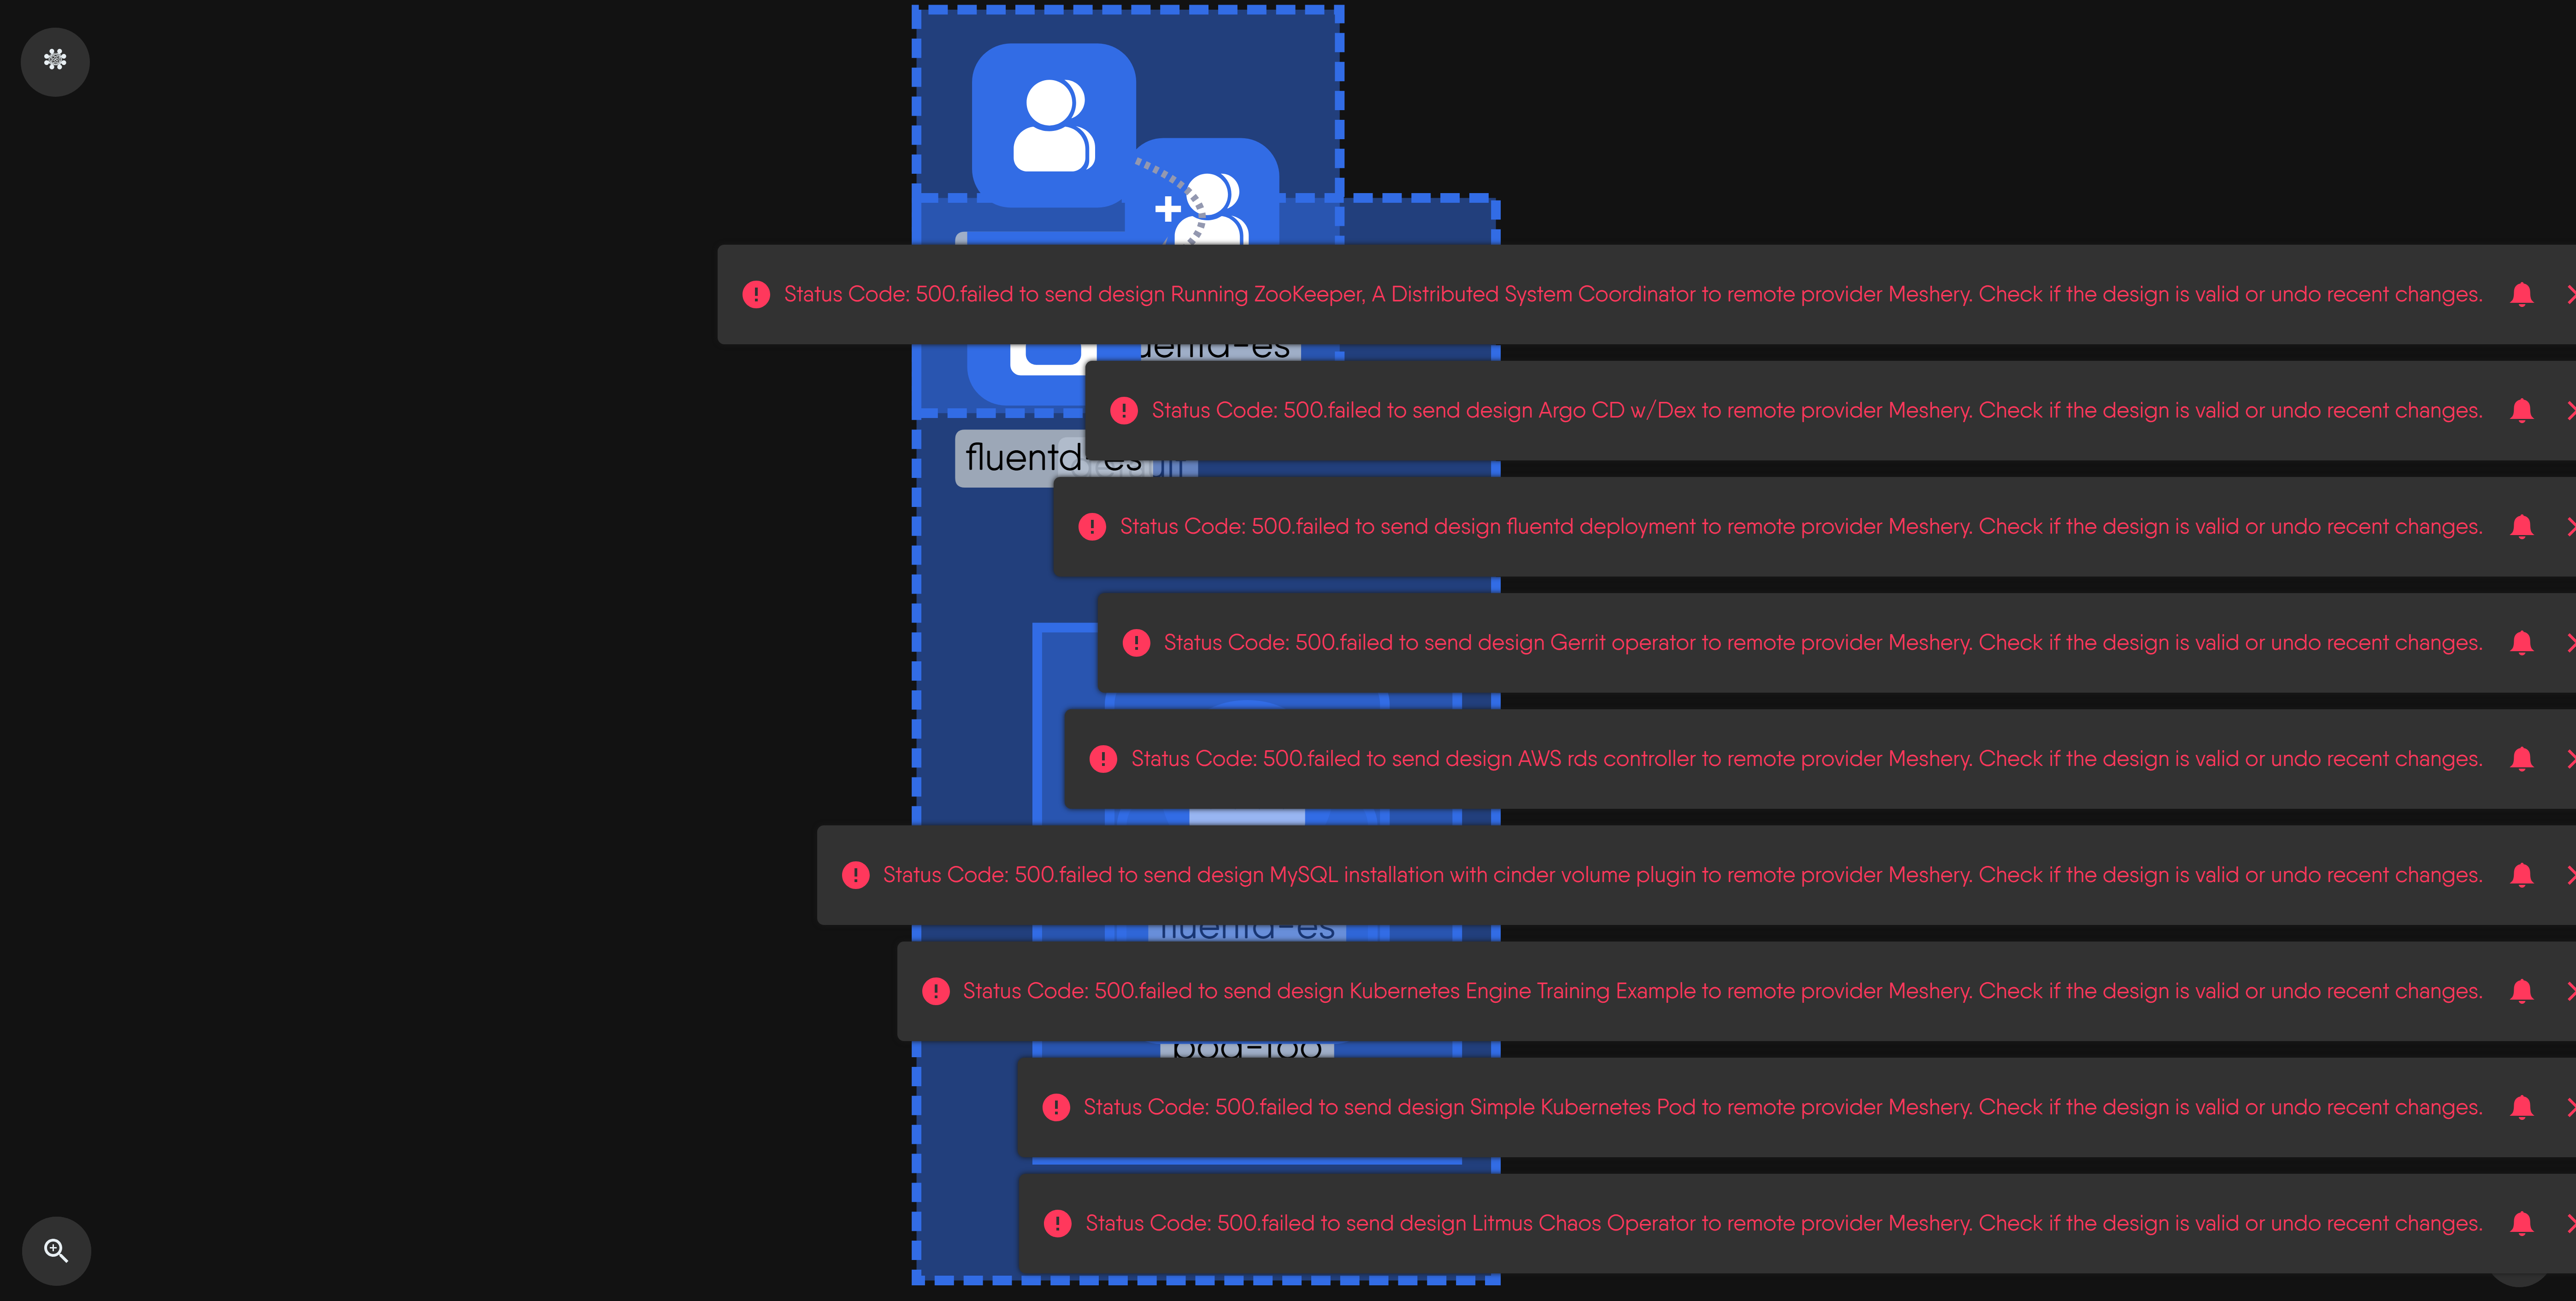 Status Code: 500.failed to send design Running ZooKeeper, A Distributed System Coordinator to remote provider Meshery. Check if the design is valid or undo recent changes.
Status Code: 500.failed to send design Argo CD w/Dex to remote provider Meshery. Check if the design is valid or undo recent changes.
fluentd-es
Status Code: 500.failed to send design fluentd deployment to remote provider Meshery. Check if the design is valid or undo recent changes.
Status Code: 500.failed to send design Gerrit operator to remote provider Meshery. Check if the design is valid or undo recent changes.
Status Code: 500.failed to send design AWS rds controller to remote provider Meshery. Check if the design is valid or undo recent changes.
Status Code: 500.failed to send design MySQL installation with cinder volume plugin to remote provider Meshery. Check if the design is valid or undo recent changes.
fluentd-es
Status Code: 500.failed to send design Kubernetes Engine Training Example to remote provider Meshery. Check if the design is valid or undo recent changes.
Status Code: 500.failed to send design Simple Kubernetes Pod to remote provider Meshery. Check if the design is valid or undo recent changes.
Status Code: 500.failed to send design Litmus Chaos Operator to remote provider Meshery. Check if the design is valid or undo recent changes.